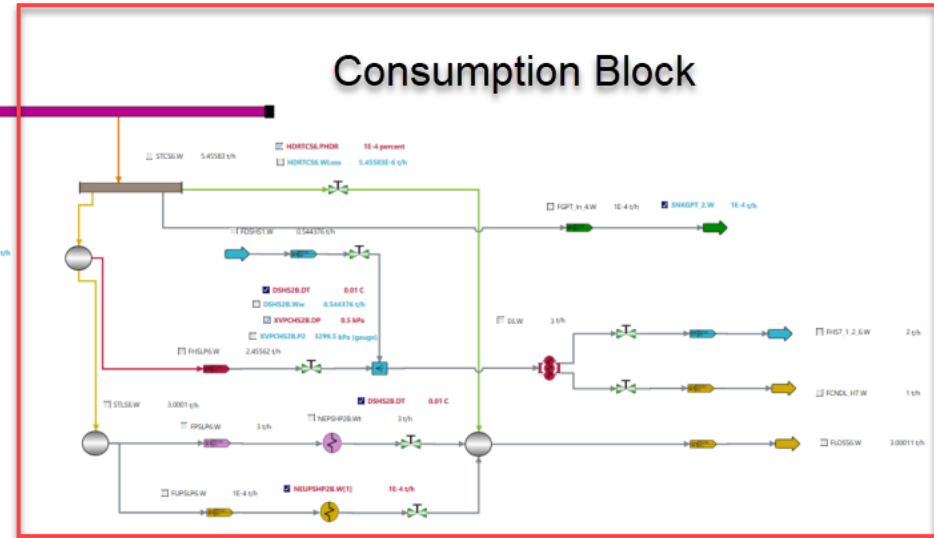 Consumption Block
HDRTCS6.PHDR 1E-4 percent
STCS6.W 5.45583 t/h
HDRTCS6.WLoss 5.45583E-6 t/h
FGPT_In_4.W 1E-4 t/h
SNXGPT_2.W 1E-4 t/h
t/h
FDSHS1.W 0.544376 t/h
DSHS2B.DT 0.01 C
DSHS2B.Ww 0.544376 t/h
XVPCHS2B.DP 0.5 kPa
XVPCHS2B.P2 3299.5 kPa (gauge)
3 t/h
FHS7_1_2_6.W 2 t/h
FHSLP6.W 2.45562 t/h
FCNDL_H7.W 1 t/h
DSHS2B.DT 0.01 C
STLS6.W 3.0001 t/h
FPSLP6.W 3 t/h
NEPSHP2B.Wt 3 t/h
FLOSS6.W 3.00011 t/h
FUPSLP6.W 1E-4 t/h
NEUPSHP2B.W(1) 1E-4 t/h